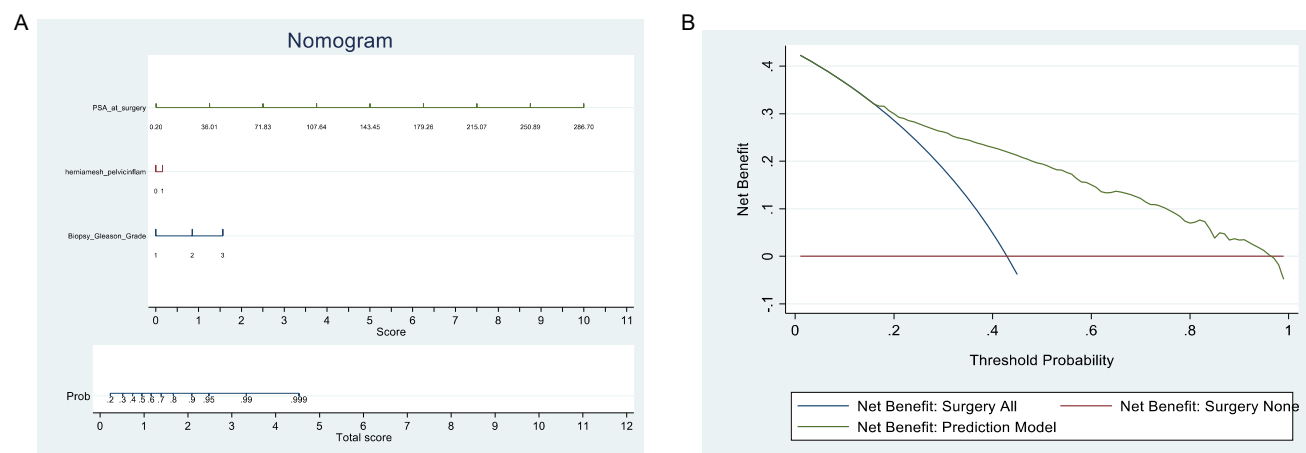 A
Nomogram
PSA_at_surgery
0.20 36.01 71.83 107.64 143.45 179.26 215.07 250.89 286.70
herniamesh_pelvicinflam
0 1
Biopsy_Gleason_Grade
1 2 3
0 1 2 3 4 5 6 7 8 9 10 11
Score
Prob
.2 .3 .4 .5 .6 .7 .8 .9 .95 .99 .999
0 1 2 3 4 5 6 7 8 9 10 11 12
Total score
B
Net Benefit
.4
.3
.2
.1
0
-.1
0 .2 .4 .6 .8 1
Threshold Probability
Net Benefit: Surgery All Net Benefit: Surgery None
Net Benefit: Prediction Model